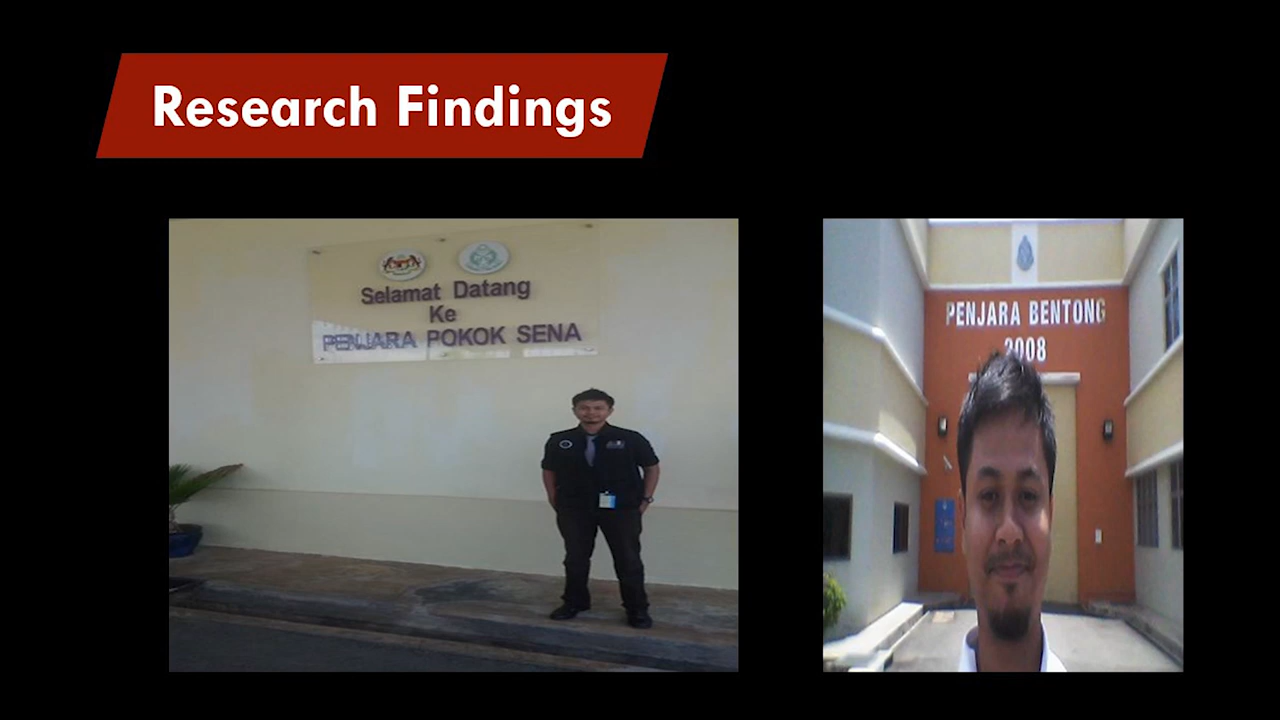 Research Findings
Selamat Datang
Ke
PENJARA POKOK SENA
PENJARA BENTONG
2008